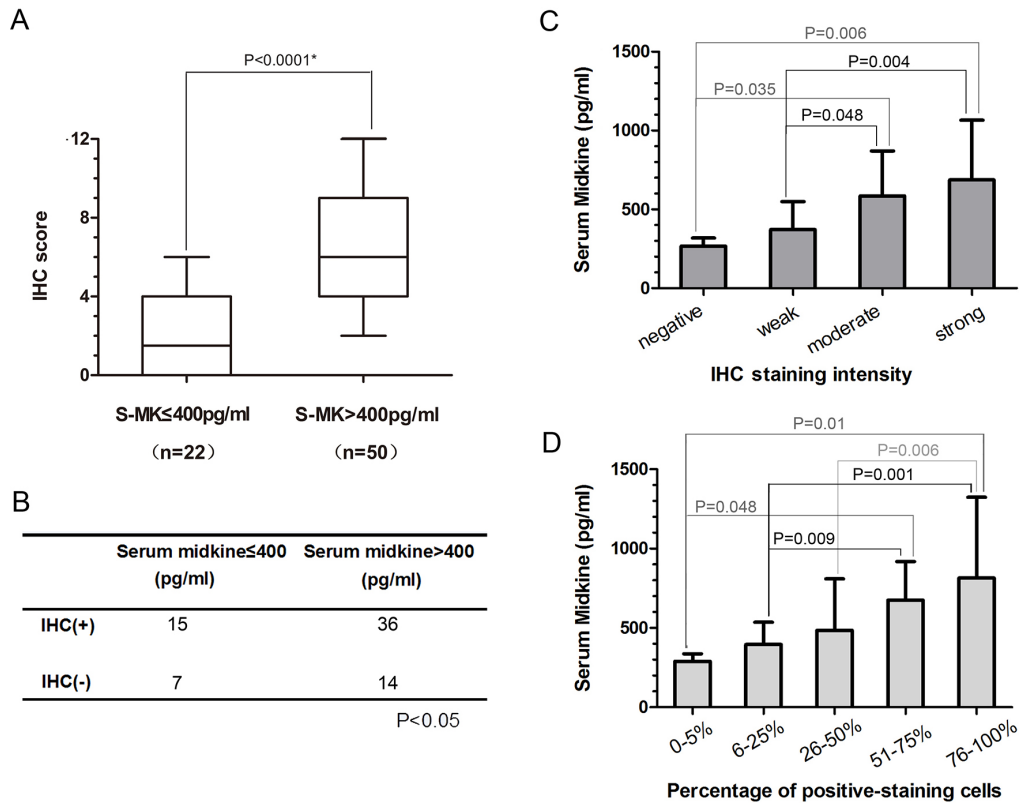 A
P<0.0001*
12
8
4
0
IHC score
S-MK≤400pg/ml
(n=22)
S-MK>400pg/ml
(n=50)
B
Serum midkine≤400
(pg/ml)
Serum midkine>400
(pg/ml)
IHC(+) 15 36
IHC(-) 7 14
P<0.05
C
P=0.006
P=0.004
P=0.035
P=0.048
1500
1000
500
0
Serum Midkine (pg/ml)
negative
weak
moderate
strong
IHC staining intensity
D
P=0.01
P=0.006
P=0.001
P=0.048
P=0.009
1500
1000
500
0
Serum Midkine (pg/ml)
0-5%
6-25%
26-50%
51-75%
76-100%
Percentage of positive-staining cells